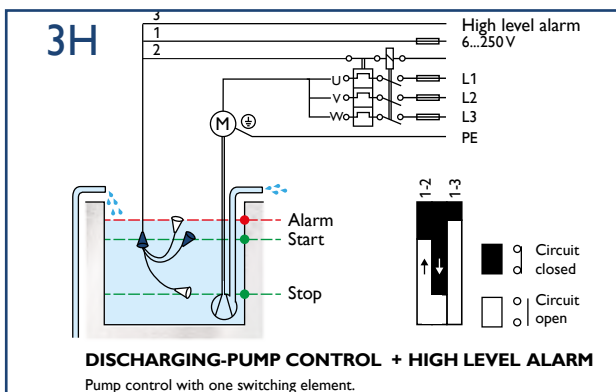 3H
3
High level alarm
1
6...250 V
2
U
L1
V
L2
W
L3
M
PE
1-2
1-3
Alarm
Start
Stop
Circuit
closed
Circuit
open
DISCHARGING-PUMP CONTROL + HIGH LEVEL ALARM
Pump control with one switching element.